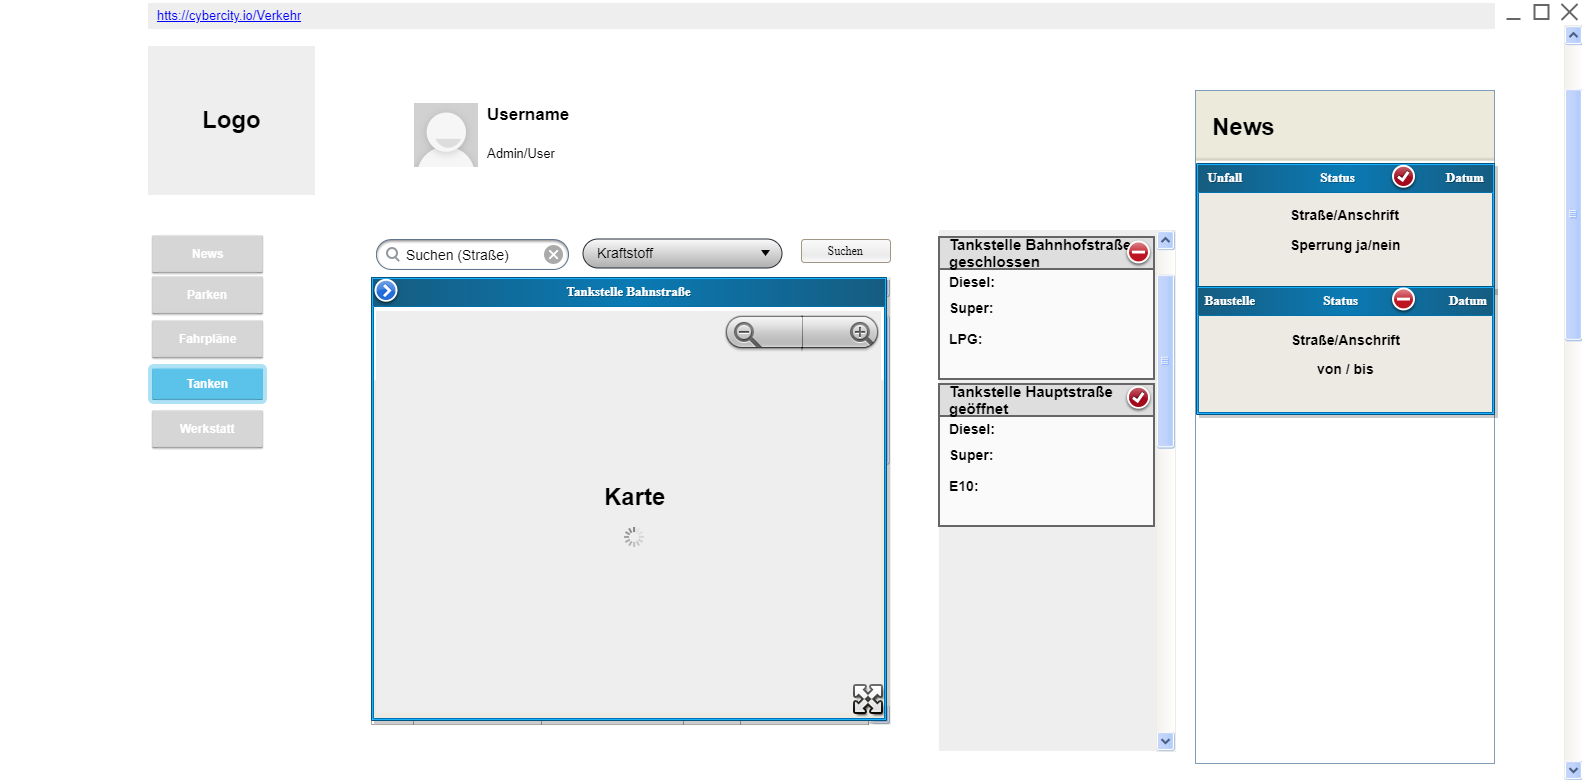 htts://cybercity.io/Verkehr
Logo
Username
Admin/User
News
Parken
Fahrpläne
Tanken
Werkstatt
Suchen (Straße)
Kraftstoff
Suchen
Tankstelle Bahnstraße
Karte
Tankstelle Bahnhofstraße
geschlossen
Diesel:
Super:
LPG:
Tankstelle Hauptstraße
geöffnet
Diesel:
Super:
E10:
News
Unfall Status Datum
Straße/Anschrift
Sperrung ja/nein
Baustelle Status Datum
Straße/Anschrift
von / bis